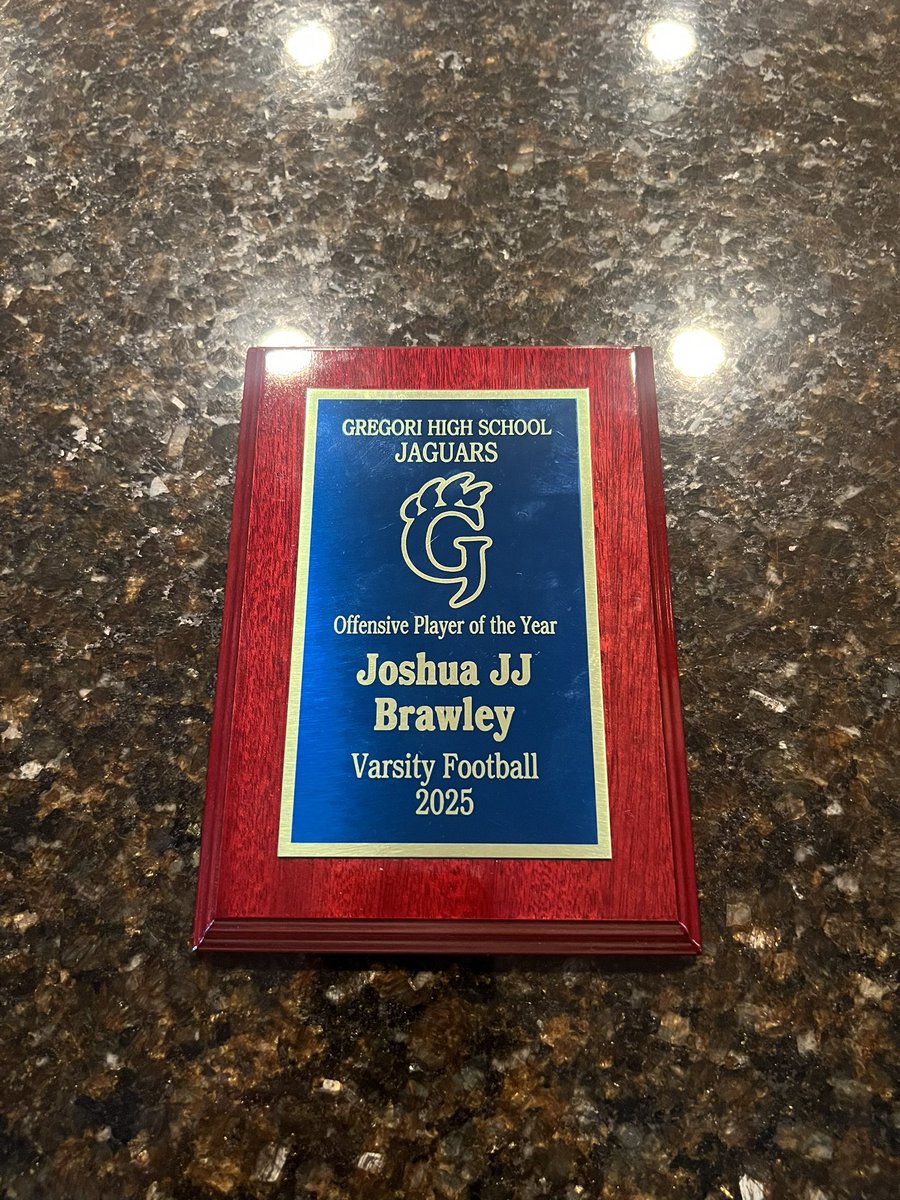 GREGORI HIGH SCHOOL
JAGUARS
G
Offensive Player of the Year
Joshua JJ
Brawley
Varsity Football
2025